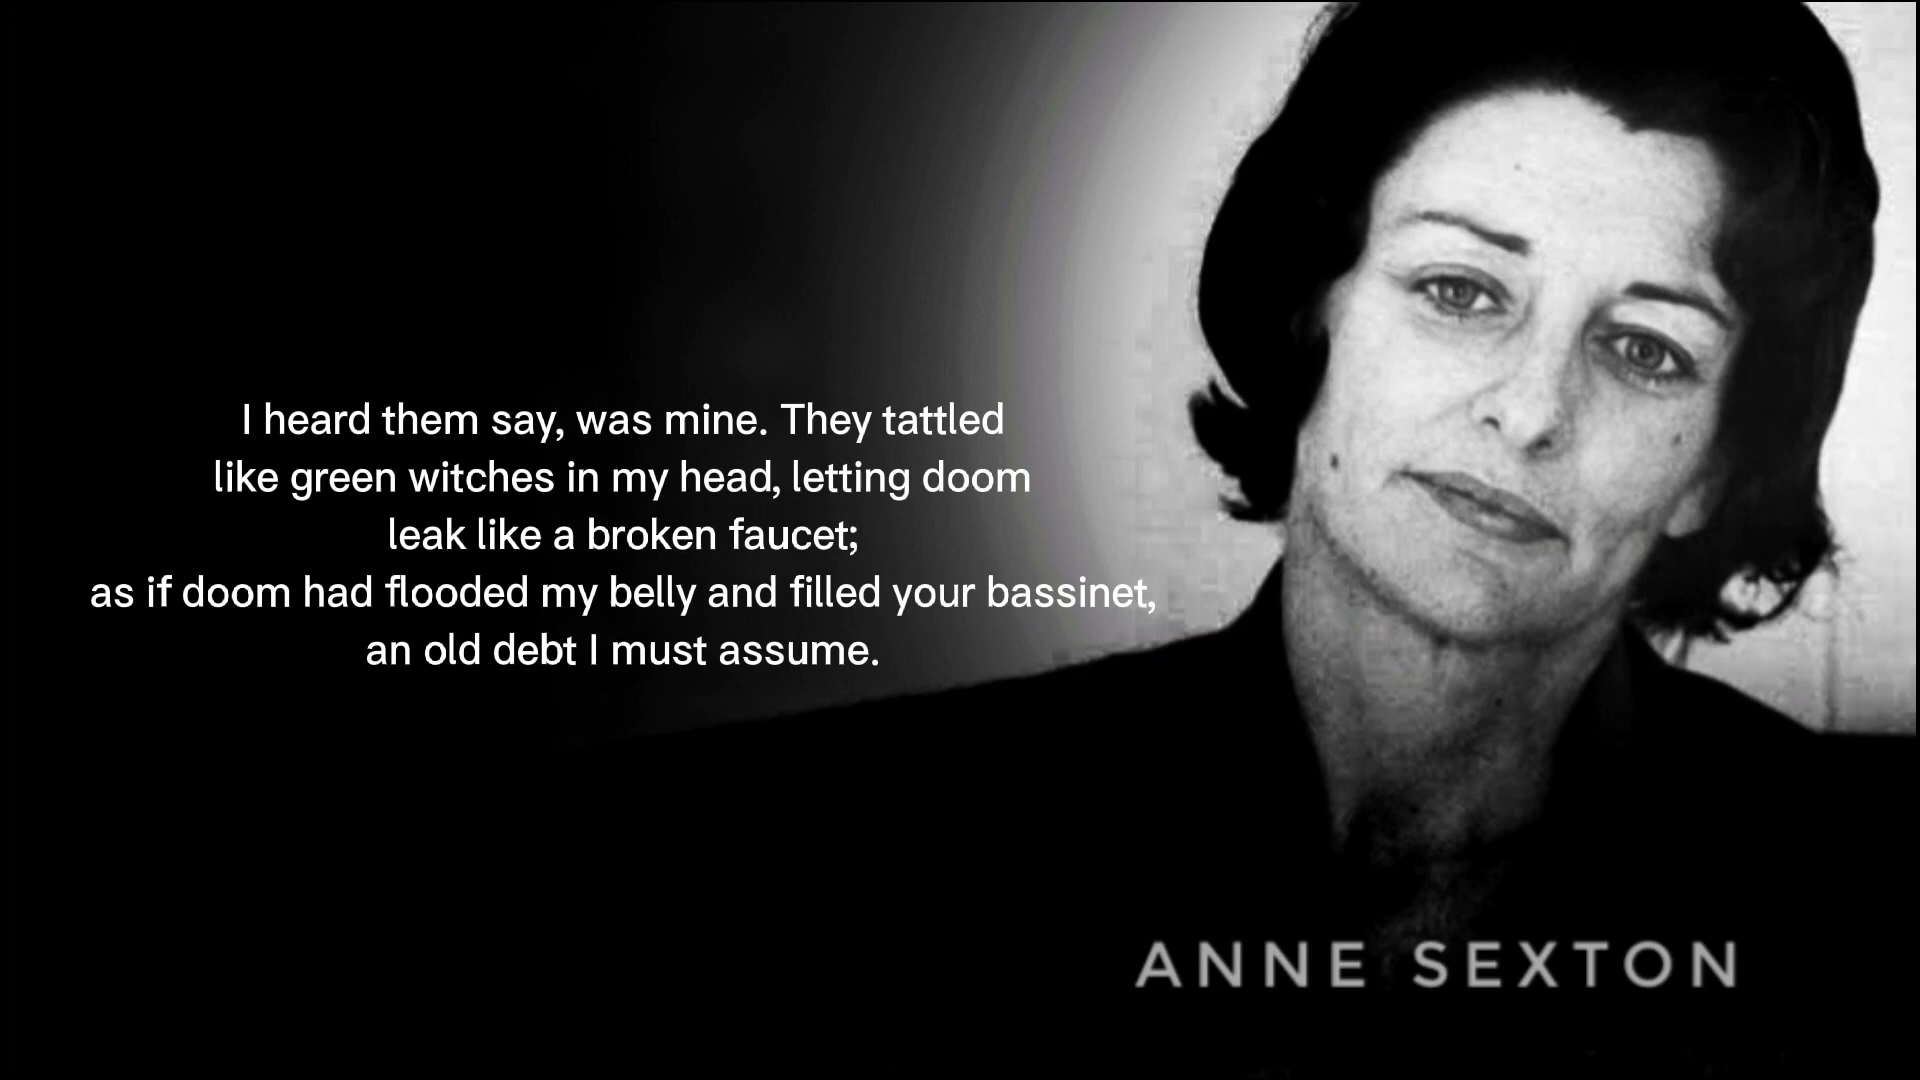 I heard them say, was mine. They tattled
like green witches in my head, letting doom
leak like a broken faucet;
as if doom had flooded my belly and filled your bassinet,
an old debt I must assume.
ANNE SEXTON